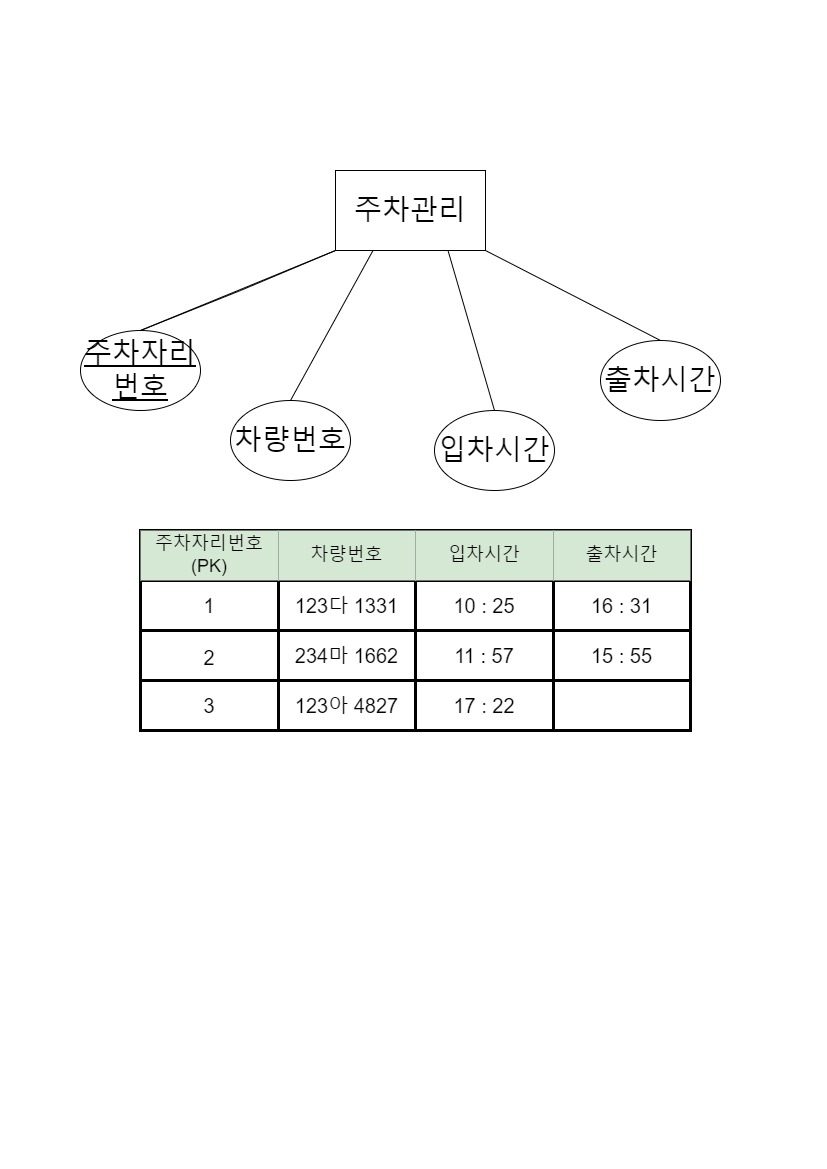 주차관리
주차자리
번호
차량번호
입차시간
출차시간
주차자리번호
(PK)
차량번호
입차시간
출차시간
1
123다 1331
10 : 25
16 : 31
2
234마 1662
11 : 57
15 : 55
3
123아 4827
17 : 22